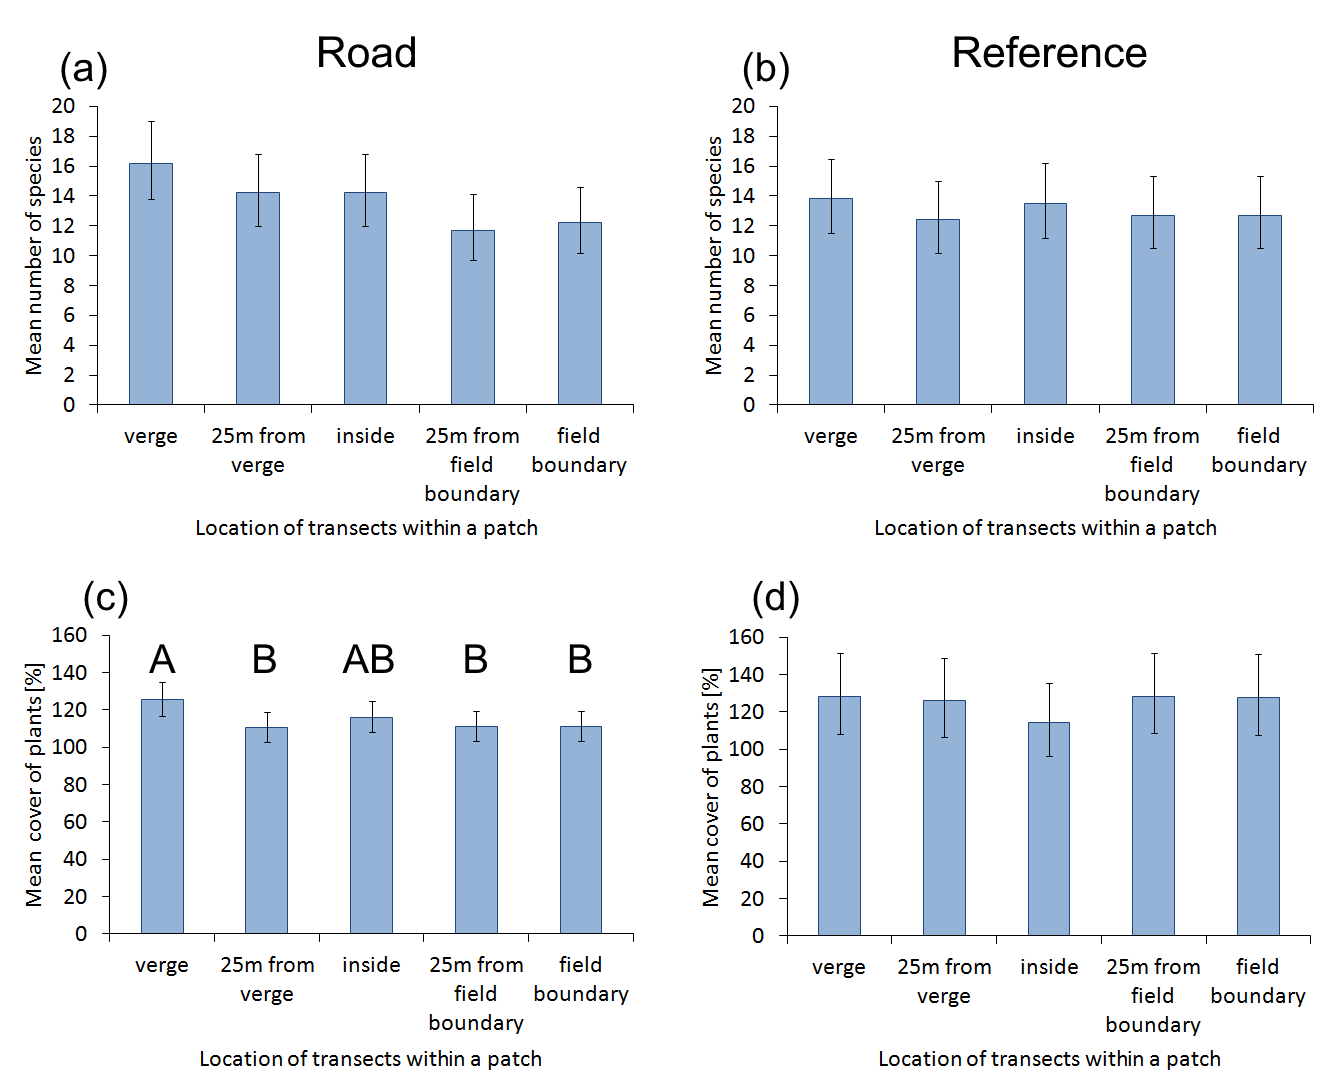 Road
Reference
(a)
(b)
Mean number of species
20
18
16
14
12
10
8
6
4
2
0
verge
25m from
verge
inside
25m from
field
boundary
field
boundary
Location of transects within a patch
Mean number of species
20
18
16
14
12
10
8
6
4
2
0
verge
25m from
verge
inside
25m from
field
boundary
field
boundary
Location of transects within a patch
(c)
(d)
Mean cover of plants [%]
160
140
120
100
80
60
40
20
0
A
B
AB
B
B
verge
25m from
verge
inside
25m from
field
boundary
field
boundary
Location of transects within a patch
Mean cover of plants [%]
160
140
120
100
80
60
40
20
0
verge
25m from
verge
inside
25m from
field
boundary
field
boundary
Location of transects within a patch